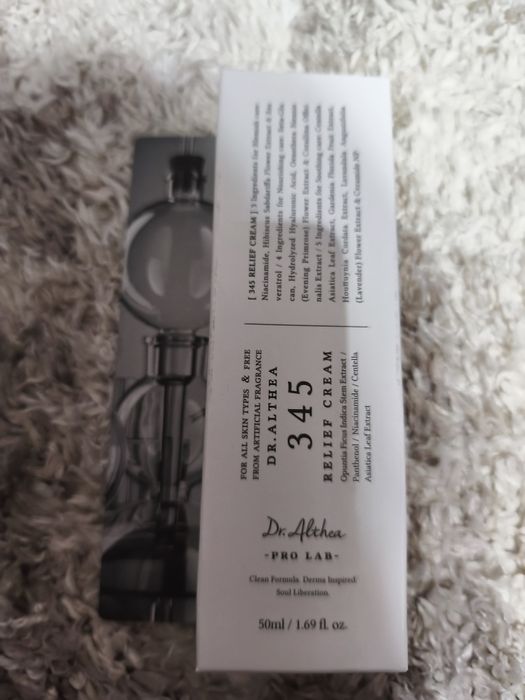 [ 345 RELIEF CREAM ] 3 Ingredients for Blemish care:
Niacinamide, Hibiscus Sabdariffa Flower Extract & Res-
veratrol / 4 Ingredients for Nourishing care: Beta-Glu-
can, Hydrolyzed Hyaluronic Acid, Oenothera Biennis
(Evening Primrose) Flower Extract & Camellia
nalis Extract / 5 Ingredients for Soothing care: Centella
Asiatica Leaf Extract, Gardenia Florida Fruit Extract,
Houttuynia Cordata Extract, Lavandula Angustifolia
(Lavender) Flower Extract & Ceramide NP
FOR ALL SKIN TYPES & FREE
FROM ARTIFICIAL FRAGRANCE
DR.ALTHEA
345
RELIEF CREAM
Opuntia Ficus Indica Stem Extract /
Panthenol / Niacinamide / Centella
Asiatica Leaf Extract
Dr. Althea
-PRO LAB-
Clean Formula. Derma Inspired.
Soul Liberation.
50ml / 1.69 fl. oz.